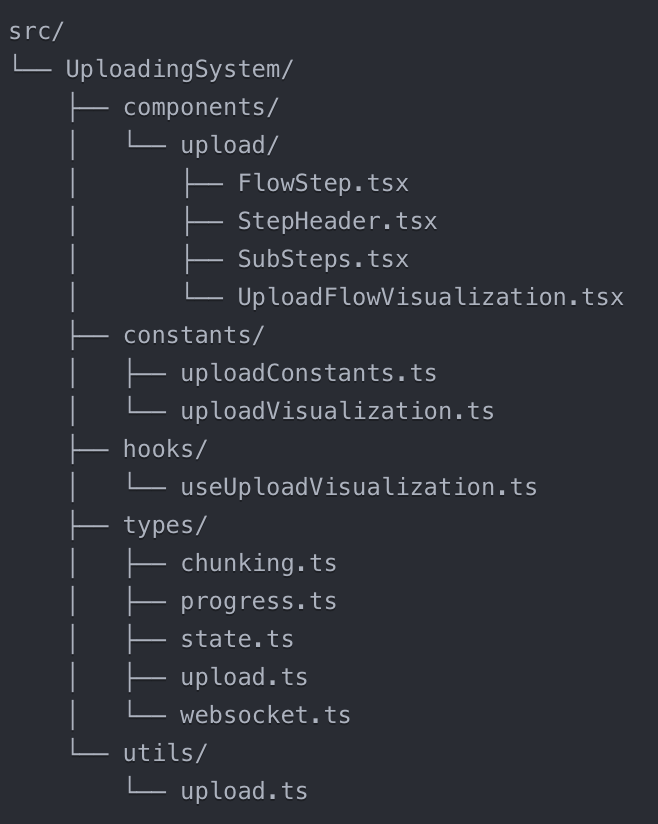 src/
└── UploadingSystem/
    ├── components/
    │   └── upload/
    │       ├── FlowStep.tsx
    │       ├── StepHeader.tsx
    │       ├── SubSteps.tsx
    │       └── UploadFlowVisualization.tsx
    ├── constants/
    │   ├── uploadConstants.ts
    │   └── uploadVisualization.ts
    ├── hooks/
    │   └── useUploadVisualization.ts
    ├── types/
    │   ├── chunking.ts
    │   ├── progress.ts
    │   ├── state.ts
    │   ├── upload.ts
    │   └── websocket.ts
    └── utils/
        └── upload.ts